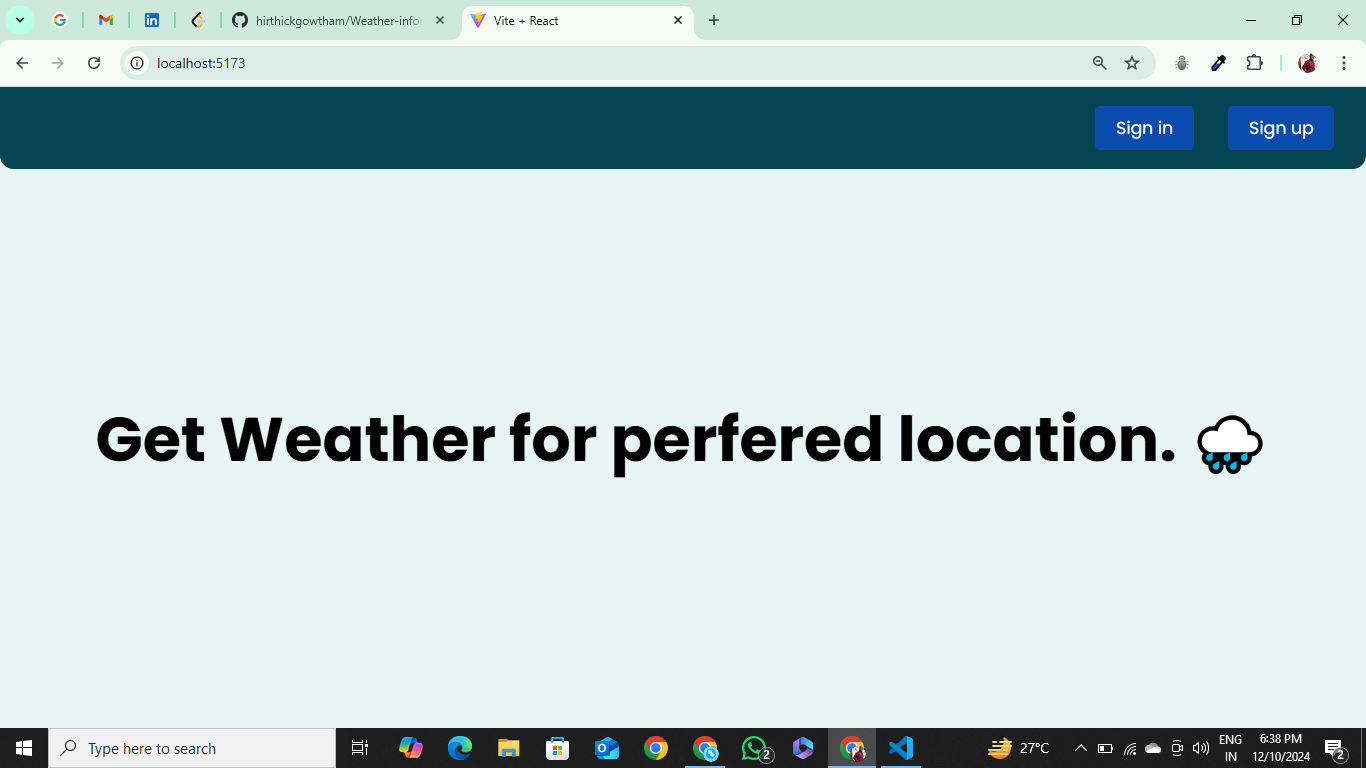 hirthickgowtham/Weather-infor
Vite + React
localhost:5173
Sign in
Sign up
Get Weather for perfered location.
Type here to search
2
27°C
ENG
IN
6:38 PM
12/10/2024
2